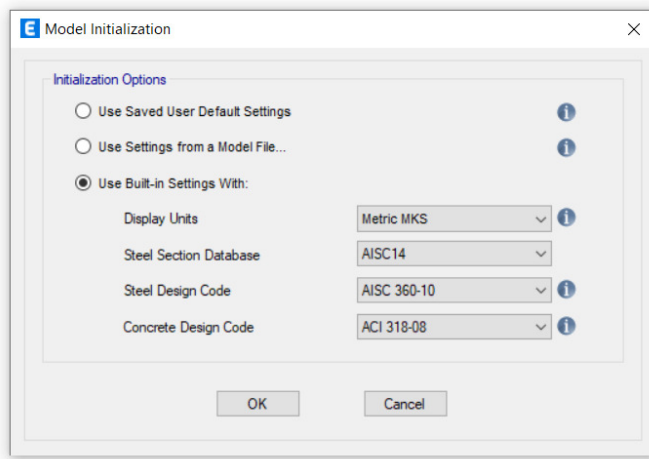 E Model Initialization
Initialization Options
Use Saved User Default Settings
Use Settings from a Model File...
Use Built-in Settings With:
Display Units Metric MKS
Steel Section Database AISC14
Steel Design Code AISC 360-10
Concrete Design Code ACI 318-08
OK Cancel